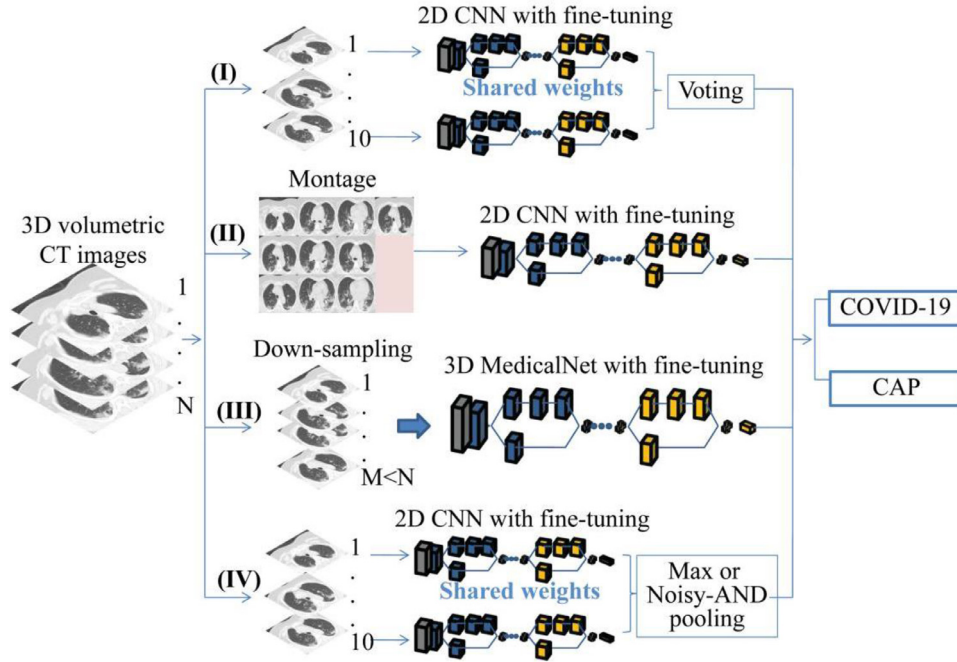 3D volumetric
CT images
1
N
(I)
1
10
2D CNN with fine-tuning
Shared weights
Voting
(II)
Montage
2D CNN with fine-tuning
(III)
Down-sampling
1
M<N
3D MedicalNet with fine-tuning
(IV)
1
10
2D CNN with fine-tuning
Shared weights
Max or
Noisy-AND
pooling
COVID-19
CAP